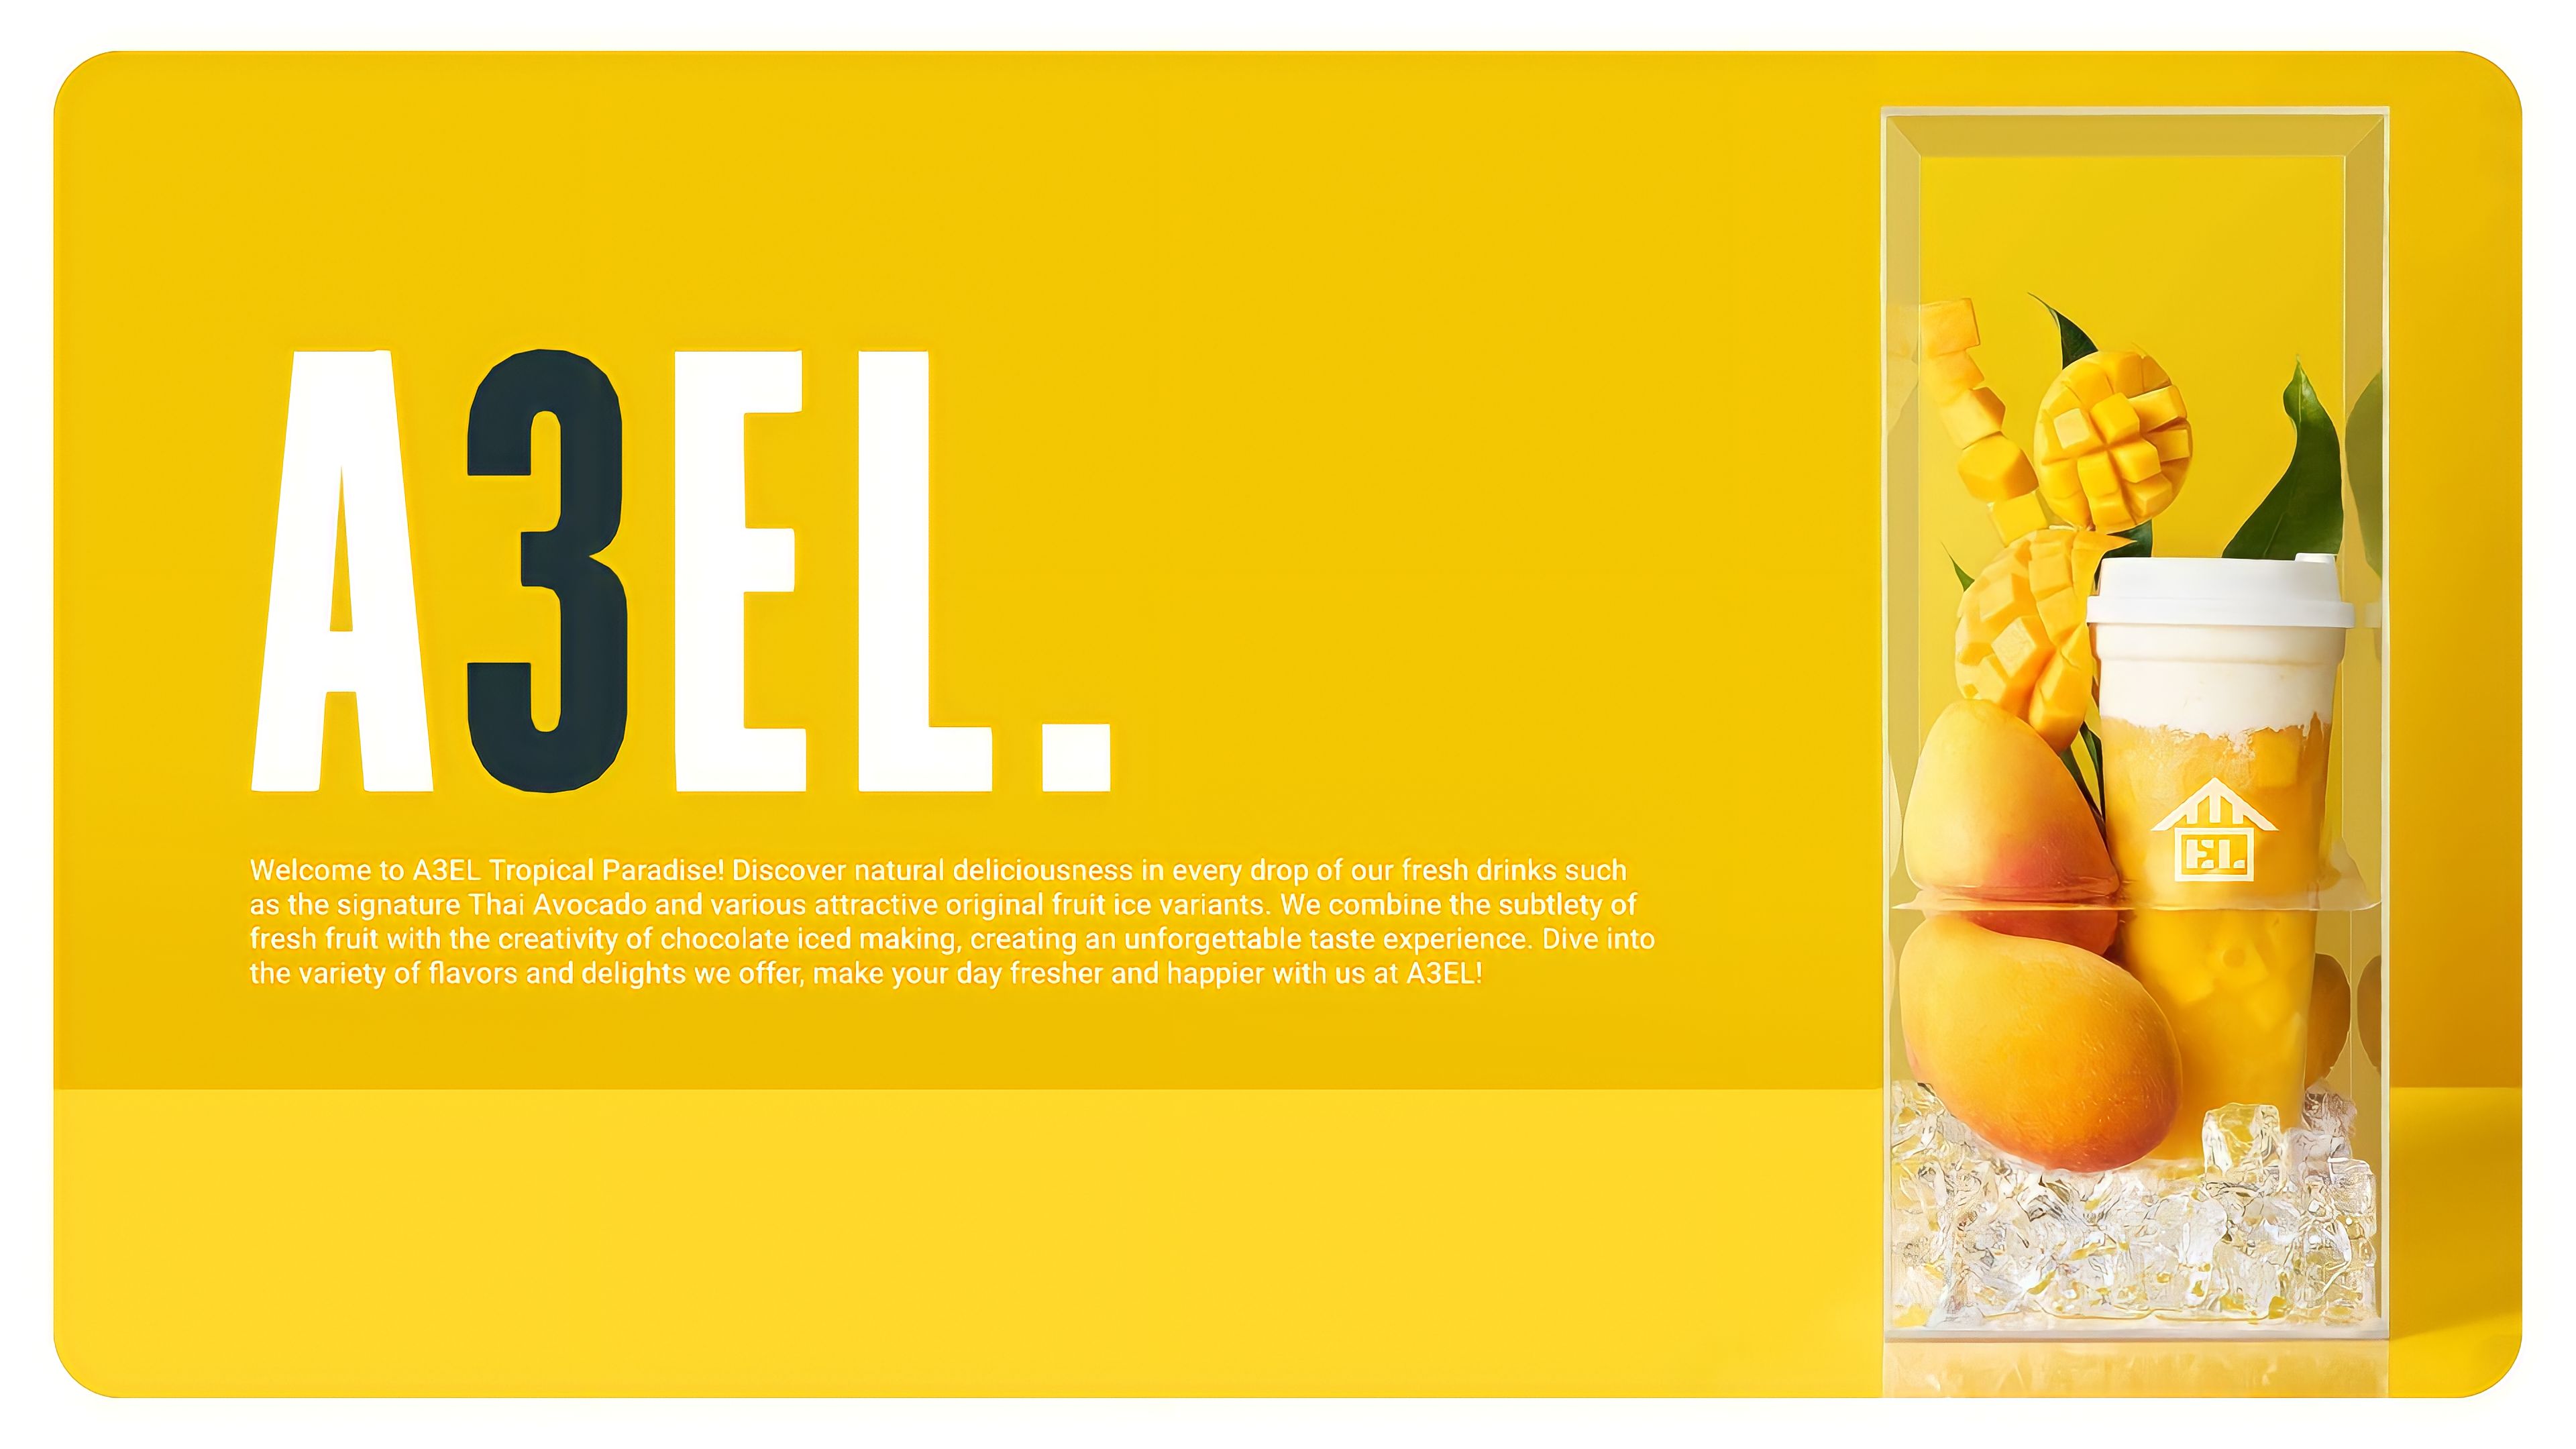 A3EL.
Welcome to A3EL Tropical Paradise! Discover natural deliciousness in every drop of our fresh drinks such
as the signature Thai Avocado and various attractive original fruit ice variants. We combine the subtlety of
fresh fruit with the creativity of chocolate iced making, creating an unforgettable taste experience. Dive into
the variety of flavors and delights we offer, make your day fresher and happier with us at A3EL!
EL